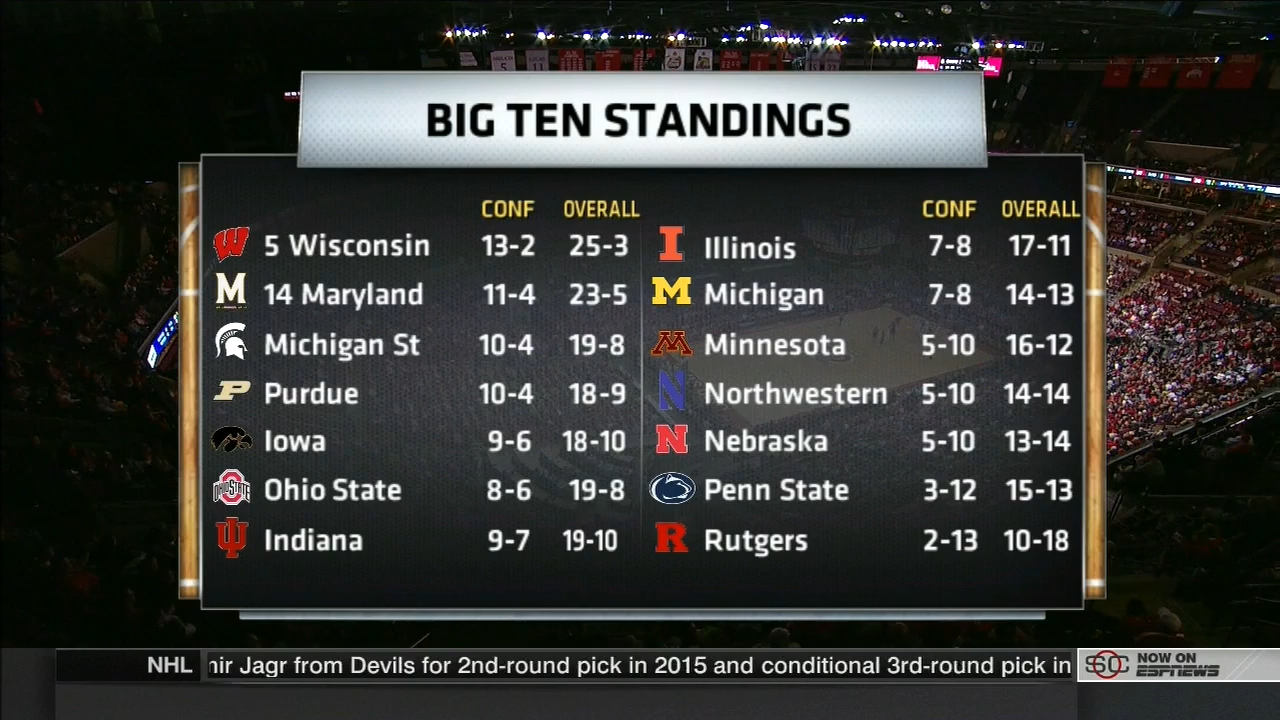 BIG TEN STANDINGS
CONF OVERALL CONF OVERALL
5 Wisconsin 13-2 25-3 Illinois 7-8 17-11
14 Maryland 11-4 23-5 Michigan 7-8 14-13
Michigan St 10-4 19-8 Minnesota 5-10 16-12
Purdue 10-4 18-9 Northwestern 5-10 14-14
Iowa 9-6 18-10 Nebraska 5-10 13-14
Ohio State 8-6 19-8 Penn State 3-12 15-13
Indiana 9-7 19-10 Rutgers 2-13 10-18
NHL nir Jagr from Devils for 2nd-round pick in 2015 and conditional 3rd-round pick in SC NOW ON
ESPNEWS